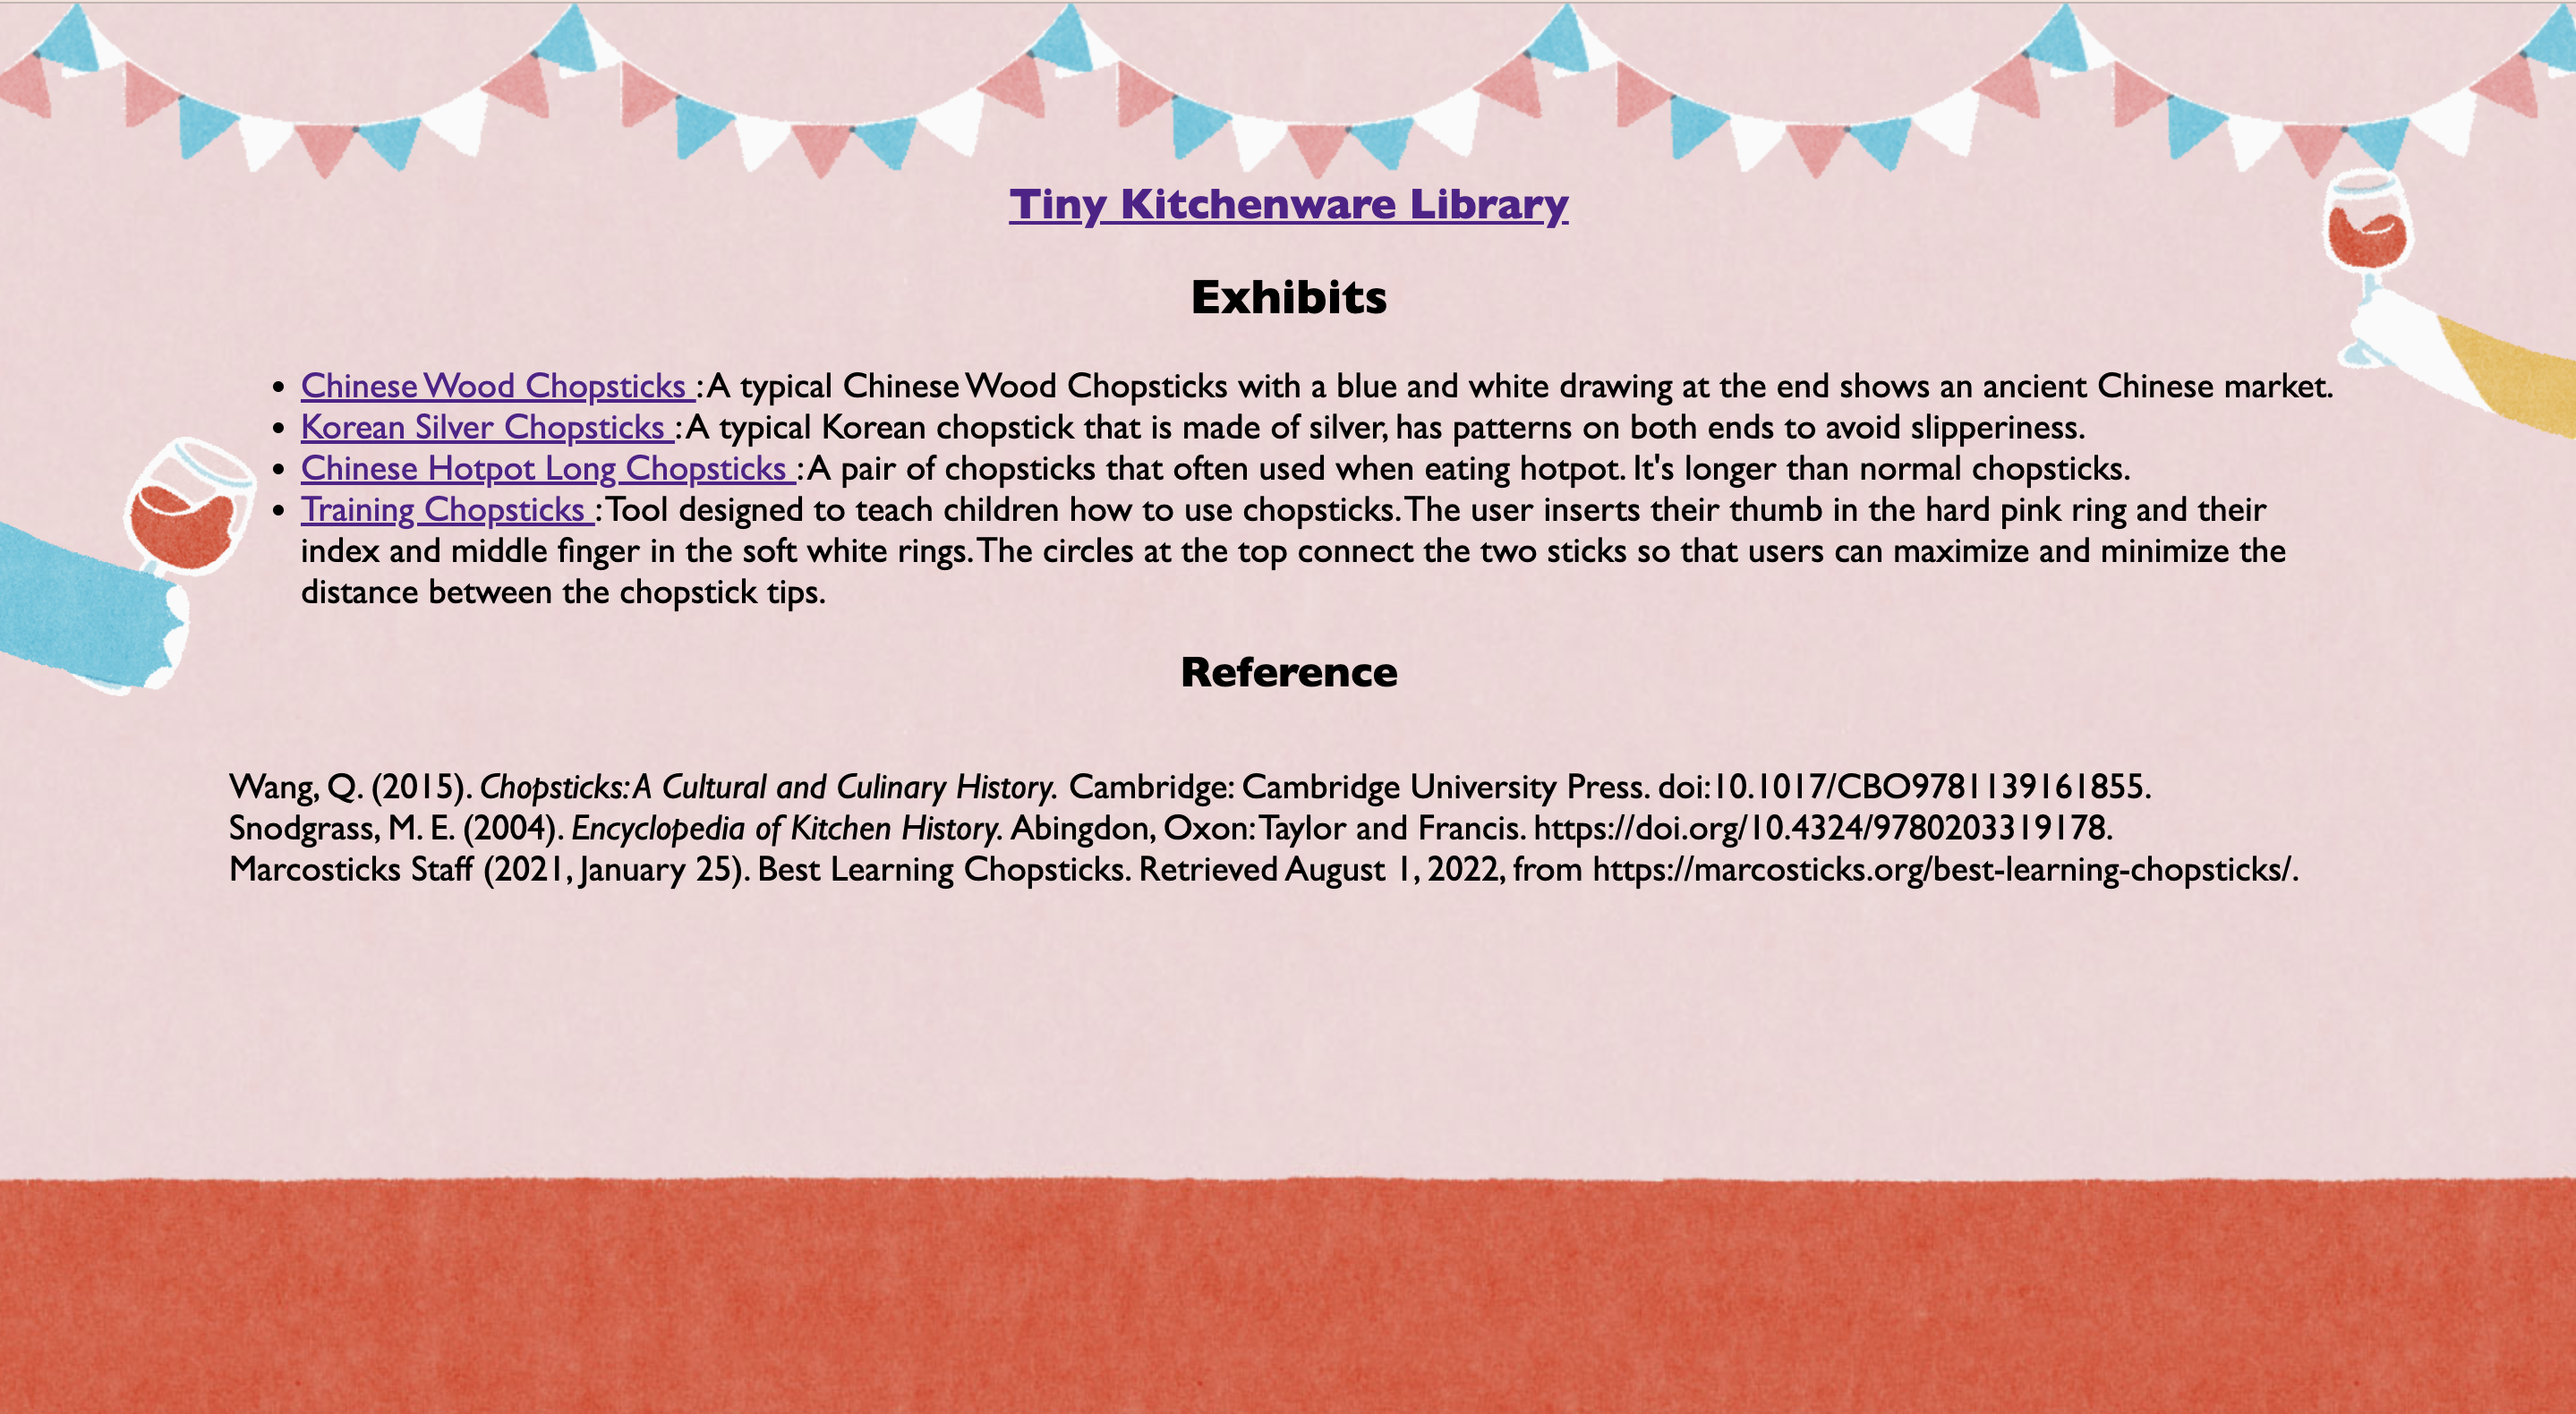 Tiny Kitchenware Library
Exhibits
• Chinese Wood Chopsticks : A typical Chinese Wood Chopsticks with a blue and white drawing at the end shows an ancient Chinese market.
• Korean Silver Chopsticks : A typical Korean chopstick that is made of silver, has patterns on both ends to avoid slipperiness.
• Chinese Hotpot Long Chopsticks : A pair of chopsticks that often used when eating hotpot. It's longer than normal chopsticks.
• Training Chopsticks : Tool designed to teach children how to use chopsticks. The user inserts their thumb in the hard pink ring and their
index and middle finger in the soft white rings. The circles at the top connect the two sticks so that users can maximize and minimize the
distance between the chopstick tips.
Reference
Wang, Q. (2015). Chopsticks: A Cultural and Culinary History. Cambridge: Cambridge University Press. doi:10.1017/CBO9781139161855.
Snodgrass, M. E. (2004). Encyclopedia of Kitchen History. Abingdon, Oxon: Taylor and Francis. https://doi.org/10.4324/9780203319178.
Marcosticks Staff (2021, January 25). Best Learning Chopsticks. Retrieved August 1, 2022, from https://marcosticks.org/best-learning-chopsticks/.